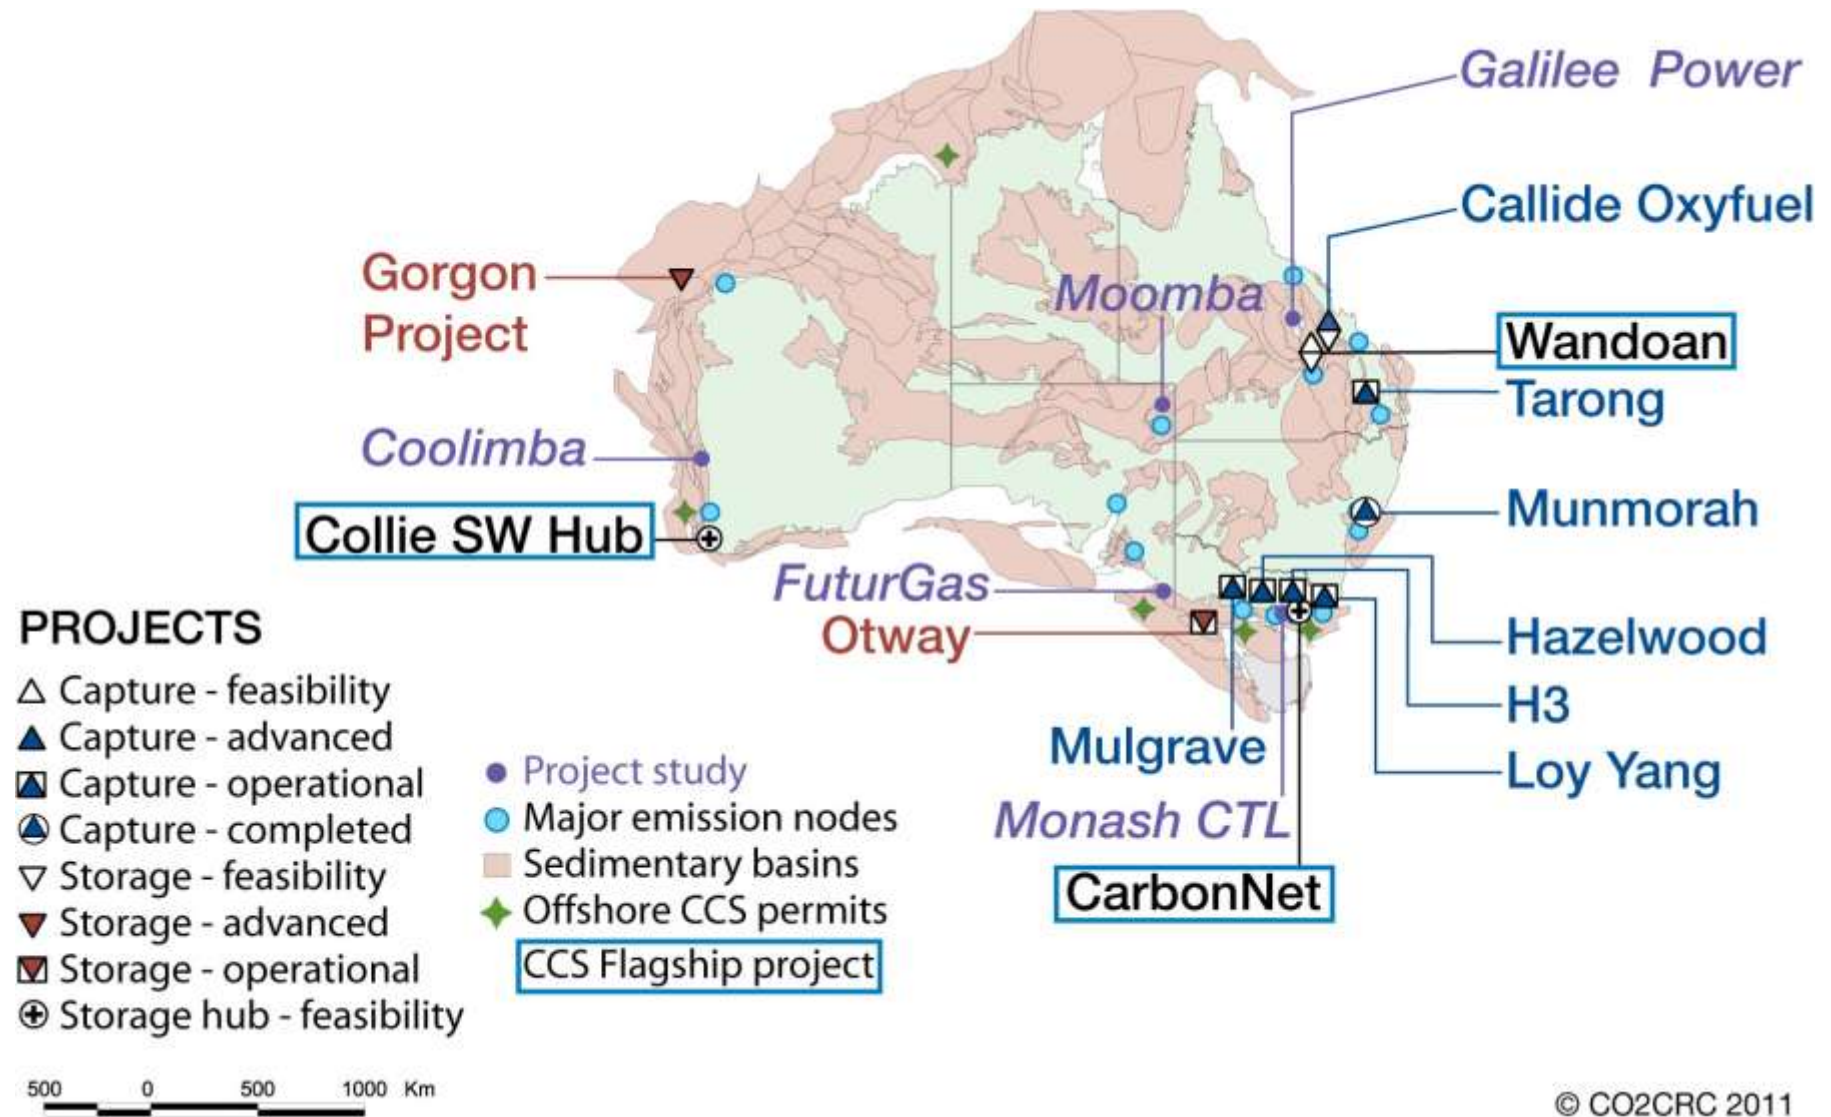 Galilee Power
Callide Oxyfuel
Gorgon
Project
Moomba
Wandoan
Tarong
Coolimba
Collie SW Hub
Munmorah
FuturGas
Otway
Hazelwood
H3
Loy Yang
Mulgrave
Monash CTL
CarbonNet
PROJECTS
Capture - feasibility
Capture - advanced
Capture - operational
Capture - completed
Storage - feasibility
Storage - advanced
Storage - operational
Storage hub - feasibility
Project study
Major emission nodes
Sedimentary basins
Offshore CCS permits
CCS Flagship project
500 0 500 1000 Km
© CO2CRC 2011